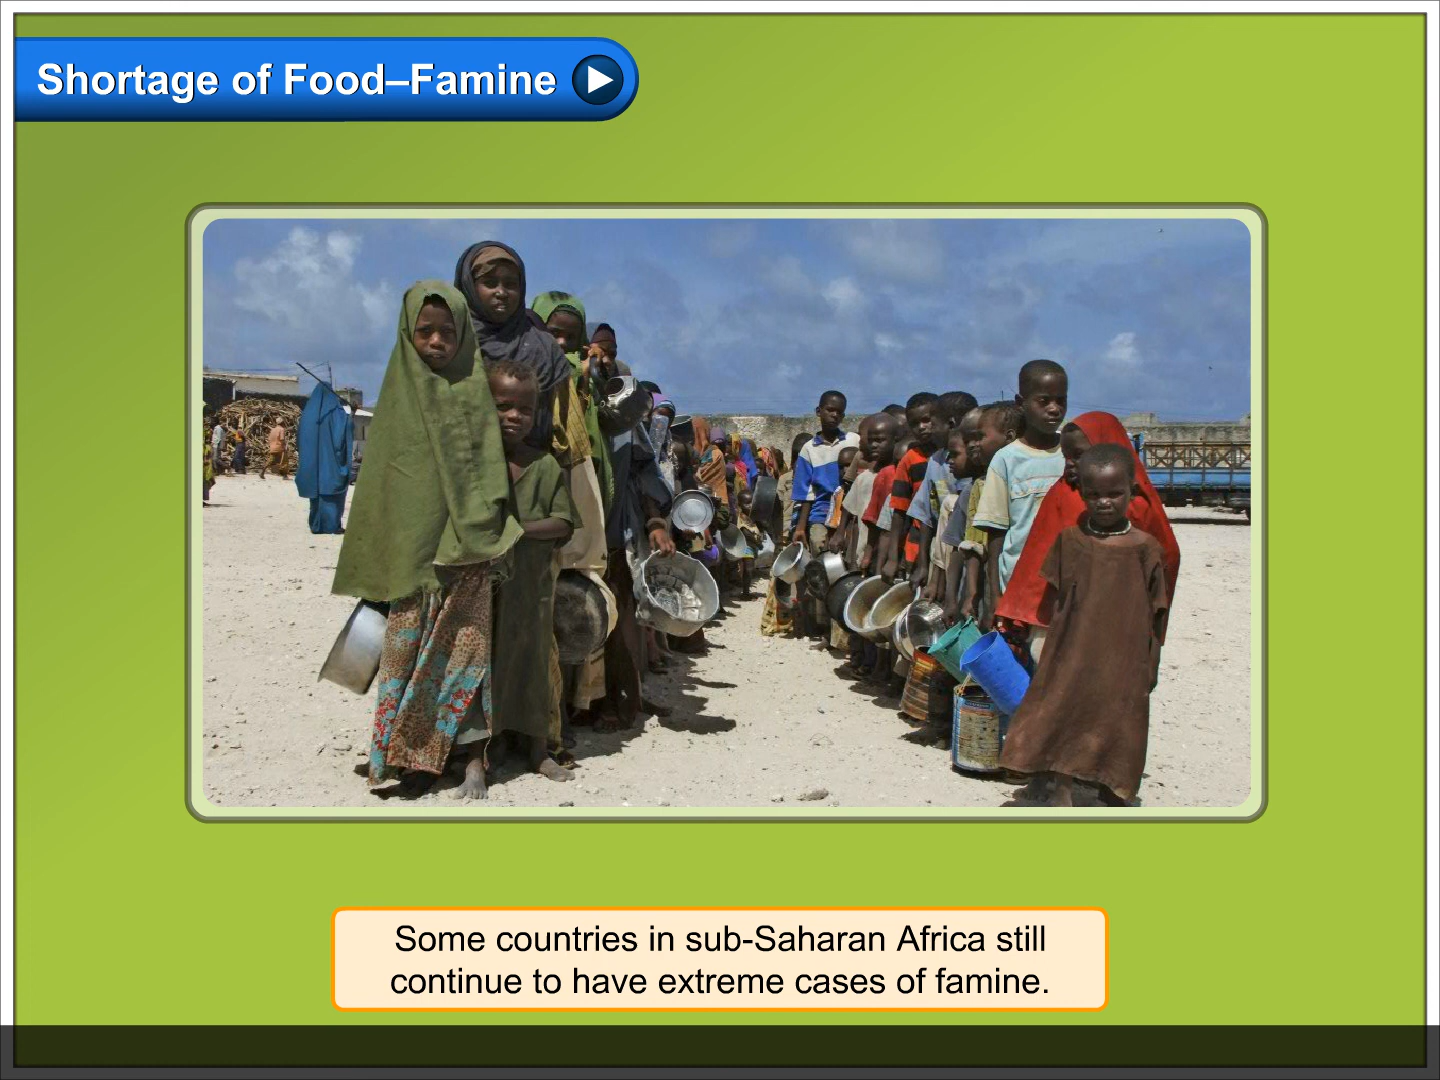 Shortage of Food–Famine
Some countries in sub-Saharan Africa still
continue to have extreme cases of famine.